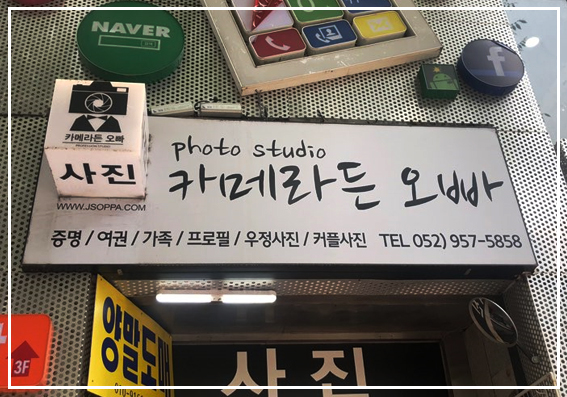 NAVER
카메라든 오빠
사진
WWW.JSOPPA.COM
photo studio
카메라든 오빠
증명 / 여권 / 가족 / 프로필 / 우정사진 / 커플사진 TEL 052) 957-5858
f
양말도매
3F
사진